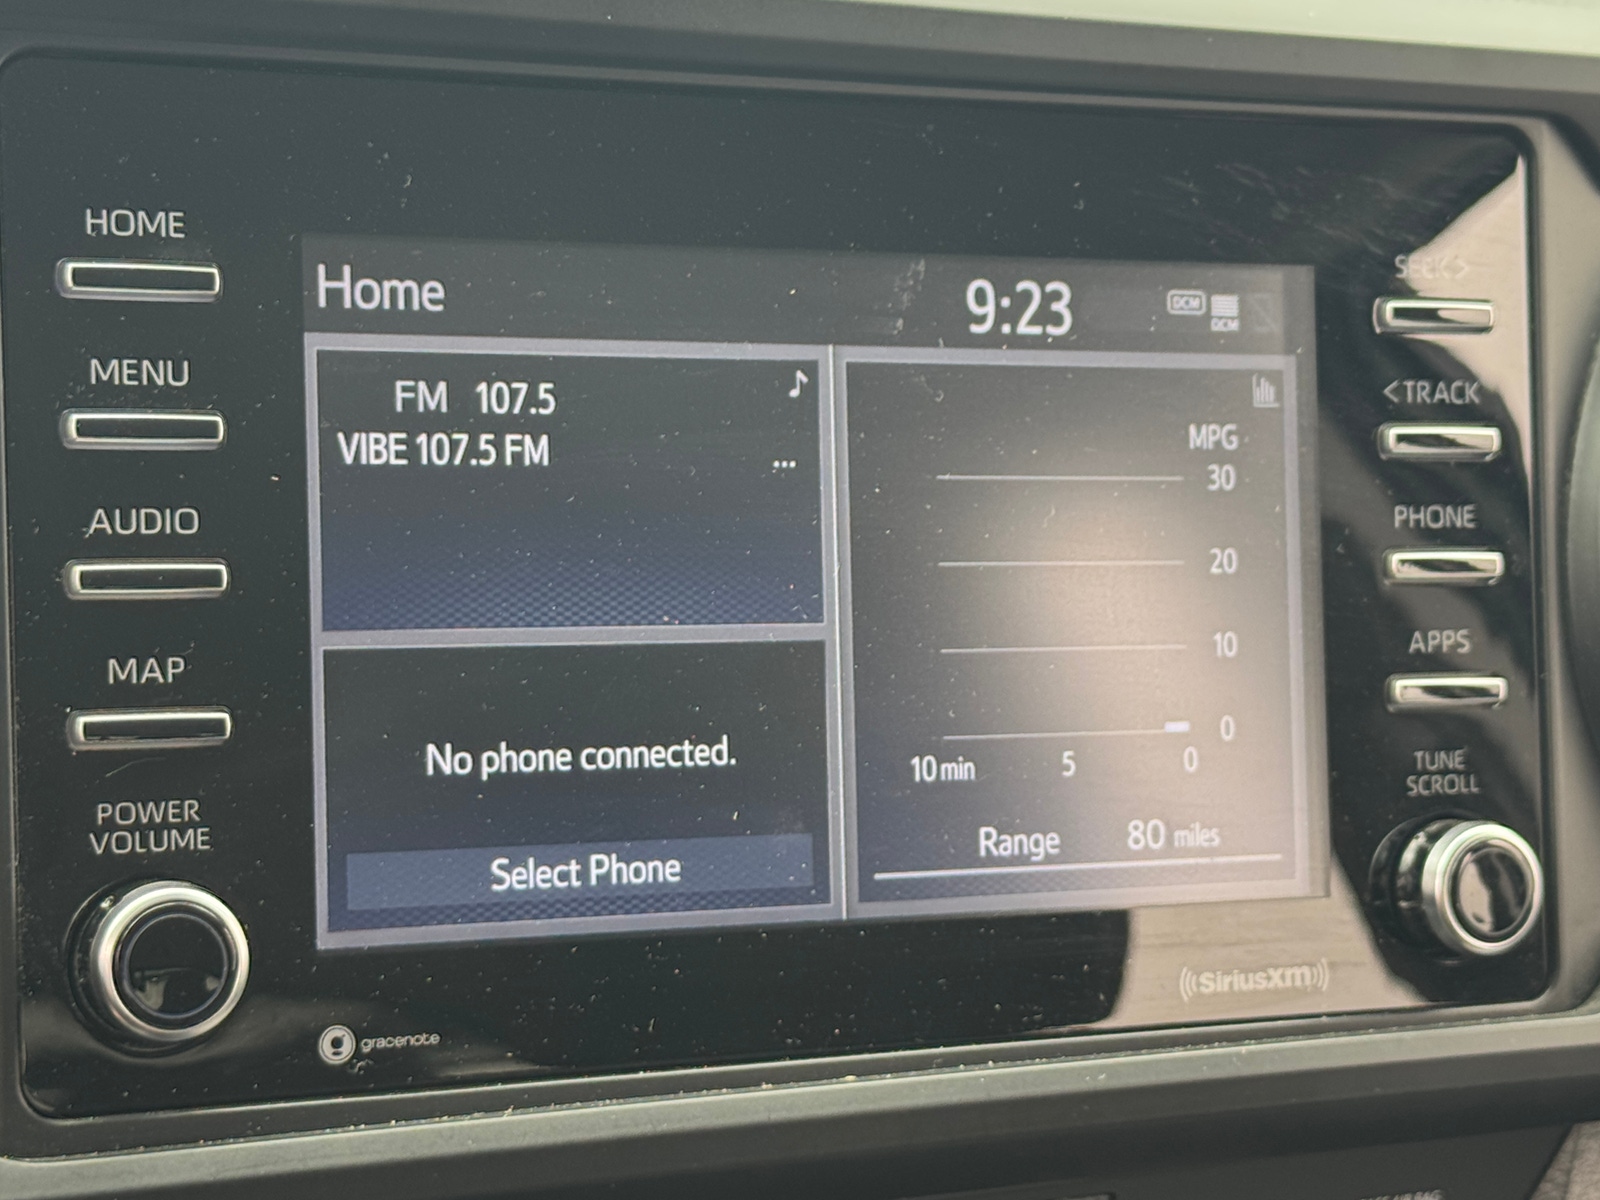 HOME
MENU
AUDIO
MAP
POWER
VOLUME
Home
9:23
DCM
DCM
FM 107.5
VIBE 107.5 FM
...
No phone connected.
Select Phone
MPG
30
20
10
0
10 min 5 0
Range 80 miles
SEEK >
< TRACK
PHONE
APPS
TUNE
SCROLL
gracenote
((SiriusXM))